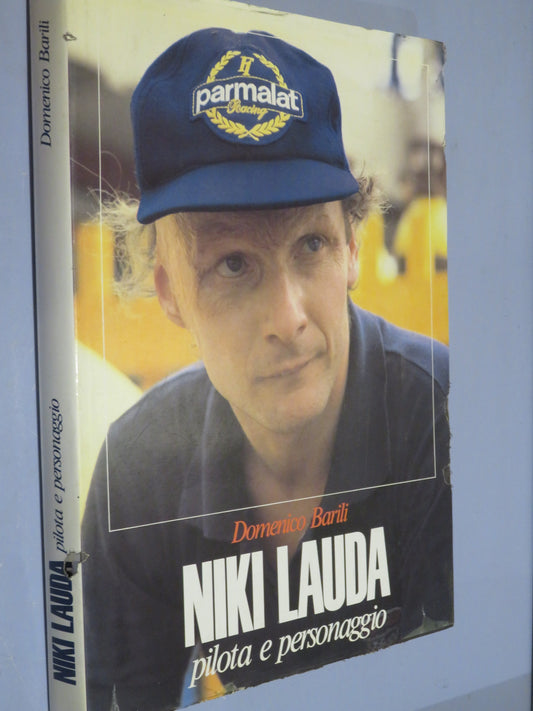 Domenico Barili
NIKI LAUDA pilota e personaggio
parmalat
Racing
Domenico Barili
NIKI LAUDA
pilota e personaggio